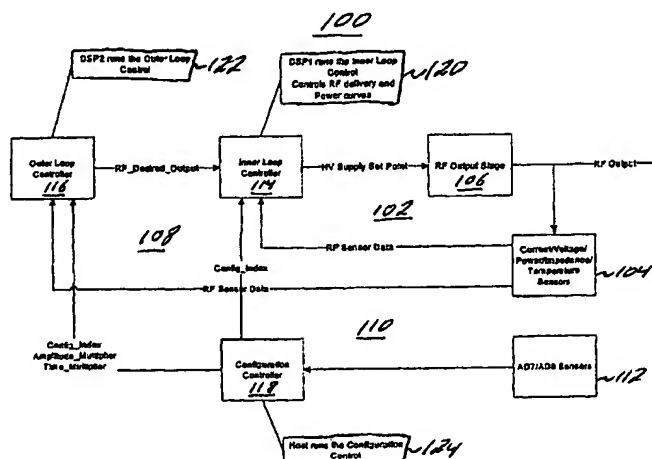 100
DSP2 runs the Outer Loop
Control
122
DSP1 runs the Inner Loop
Control
Controls RF delivery and
Power curves
120
Outer Loop
Controller
116
RF_Desired_Output
Inner Loop
Controller
114
HV Supply Set Point
RF Output Stage
106
RF Output
102
108
RF Sensor Data
Config_Index
RF Sensor Data
Current/Voltage/
Power/Impedance/
Temperature
Sensors
104
110
Config_Index
Amplitude_Multiplier
Time_Multiplier
Configuration
Controller
118
Sensors
112
Host runs the Configuration
Control
124